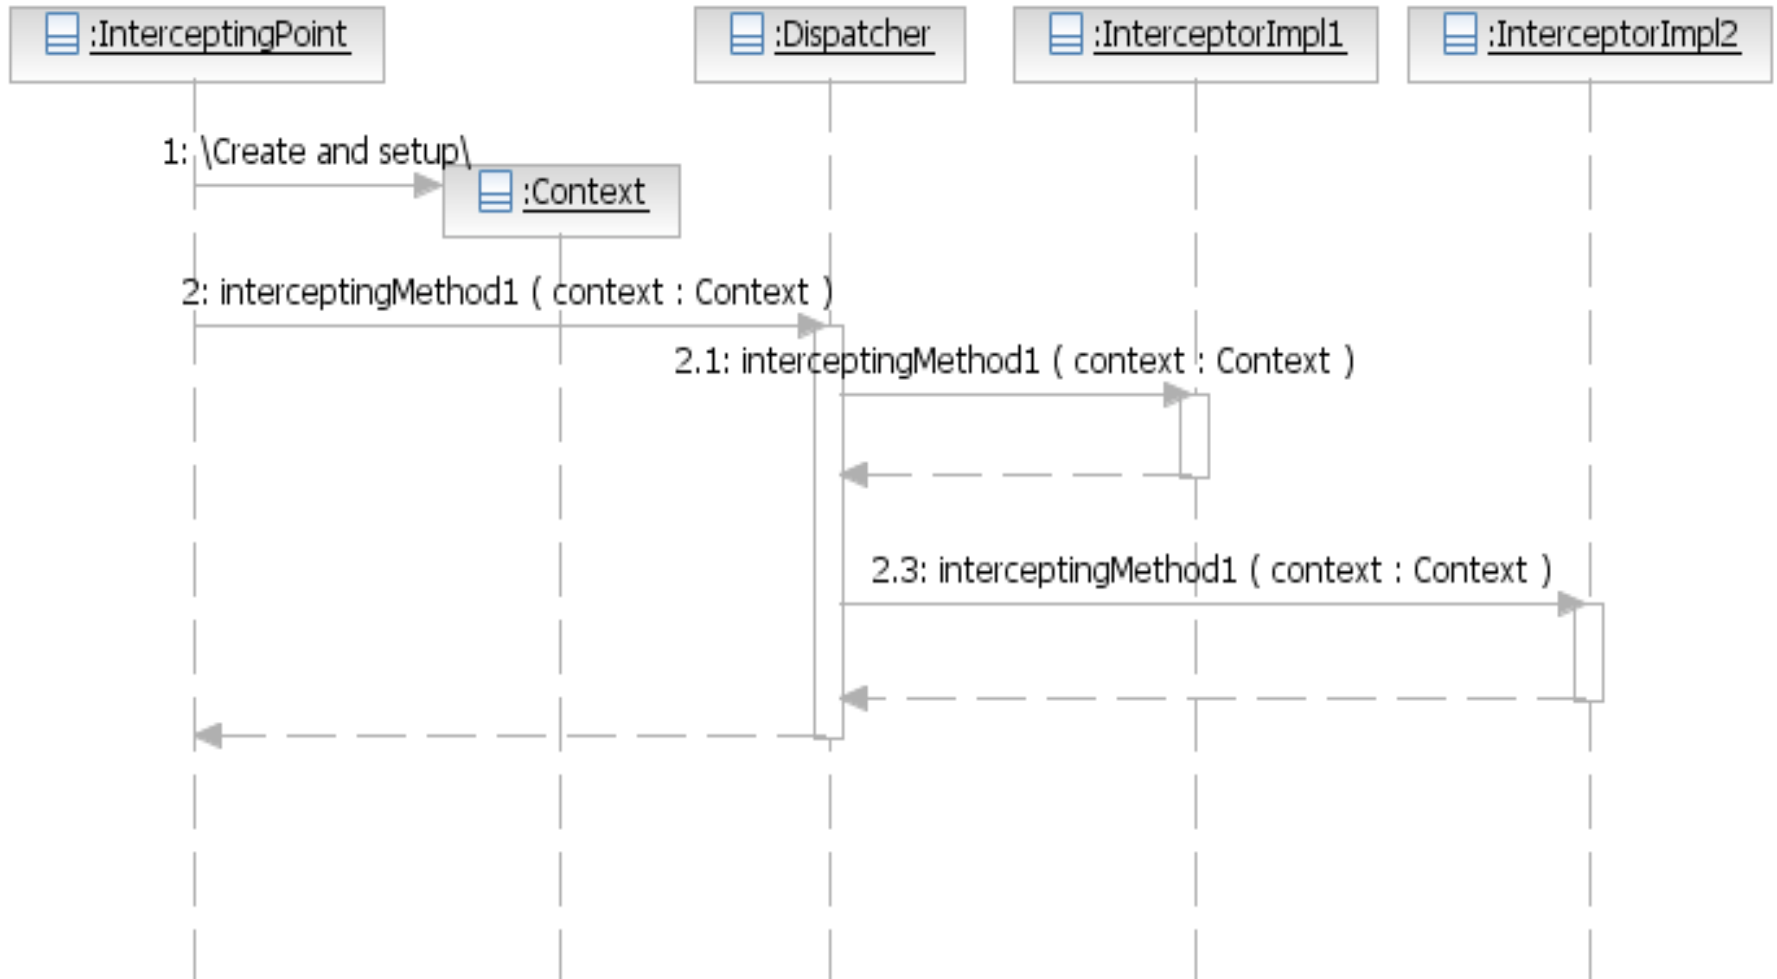 :InterceptingPoint
:Dispatcher
:InterceptorImpl1
:InterceptorImpl2
1: \Create and setup\
:Context
2: interceptingMethod1 ( context : Context )
2.1: interceptingMethod1 ( context : Context )
2.3: interceptingMethod1 ( context : Context )